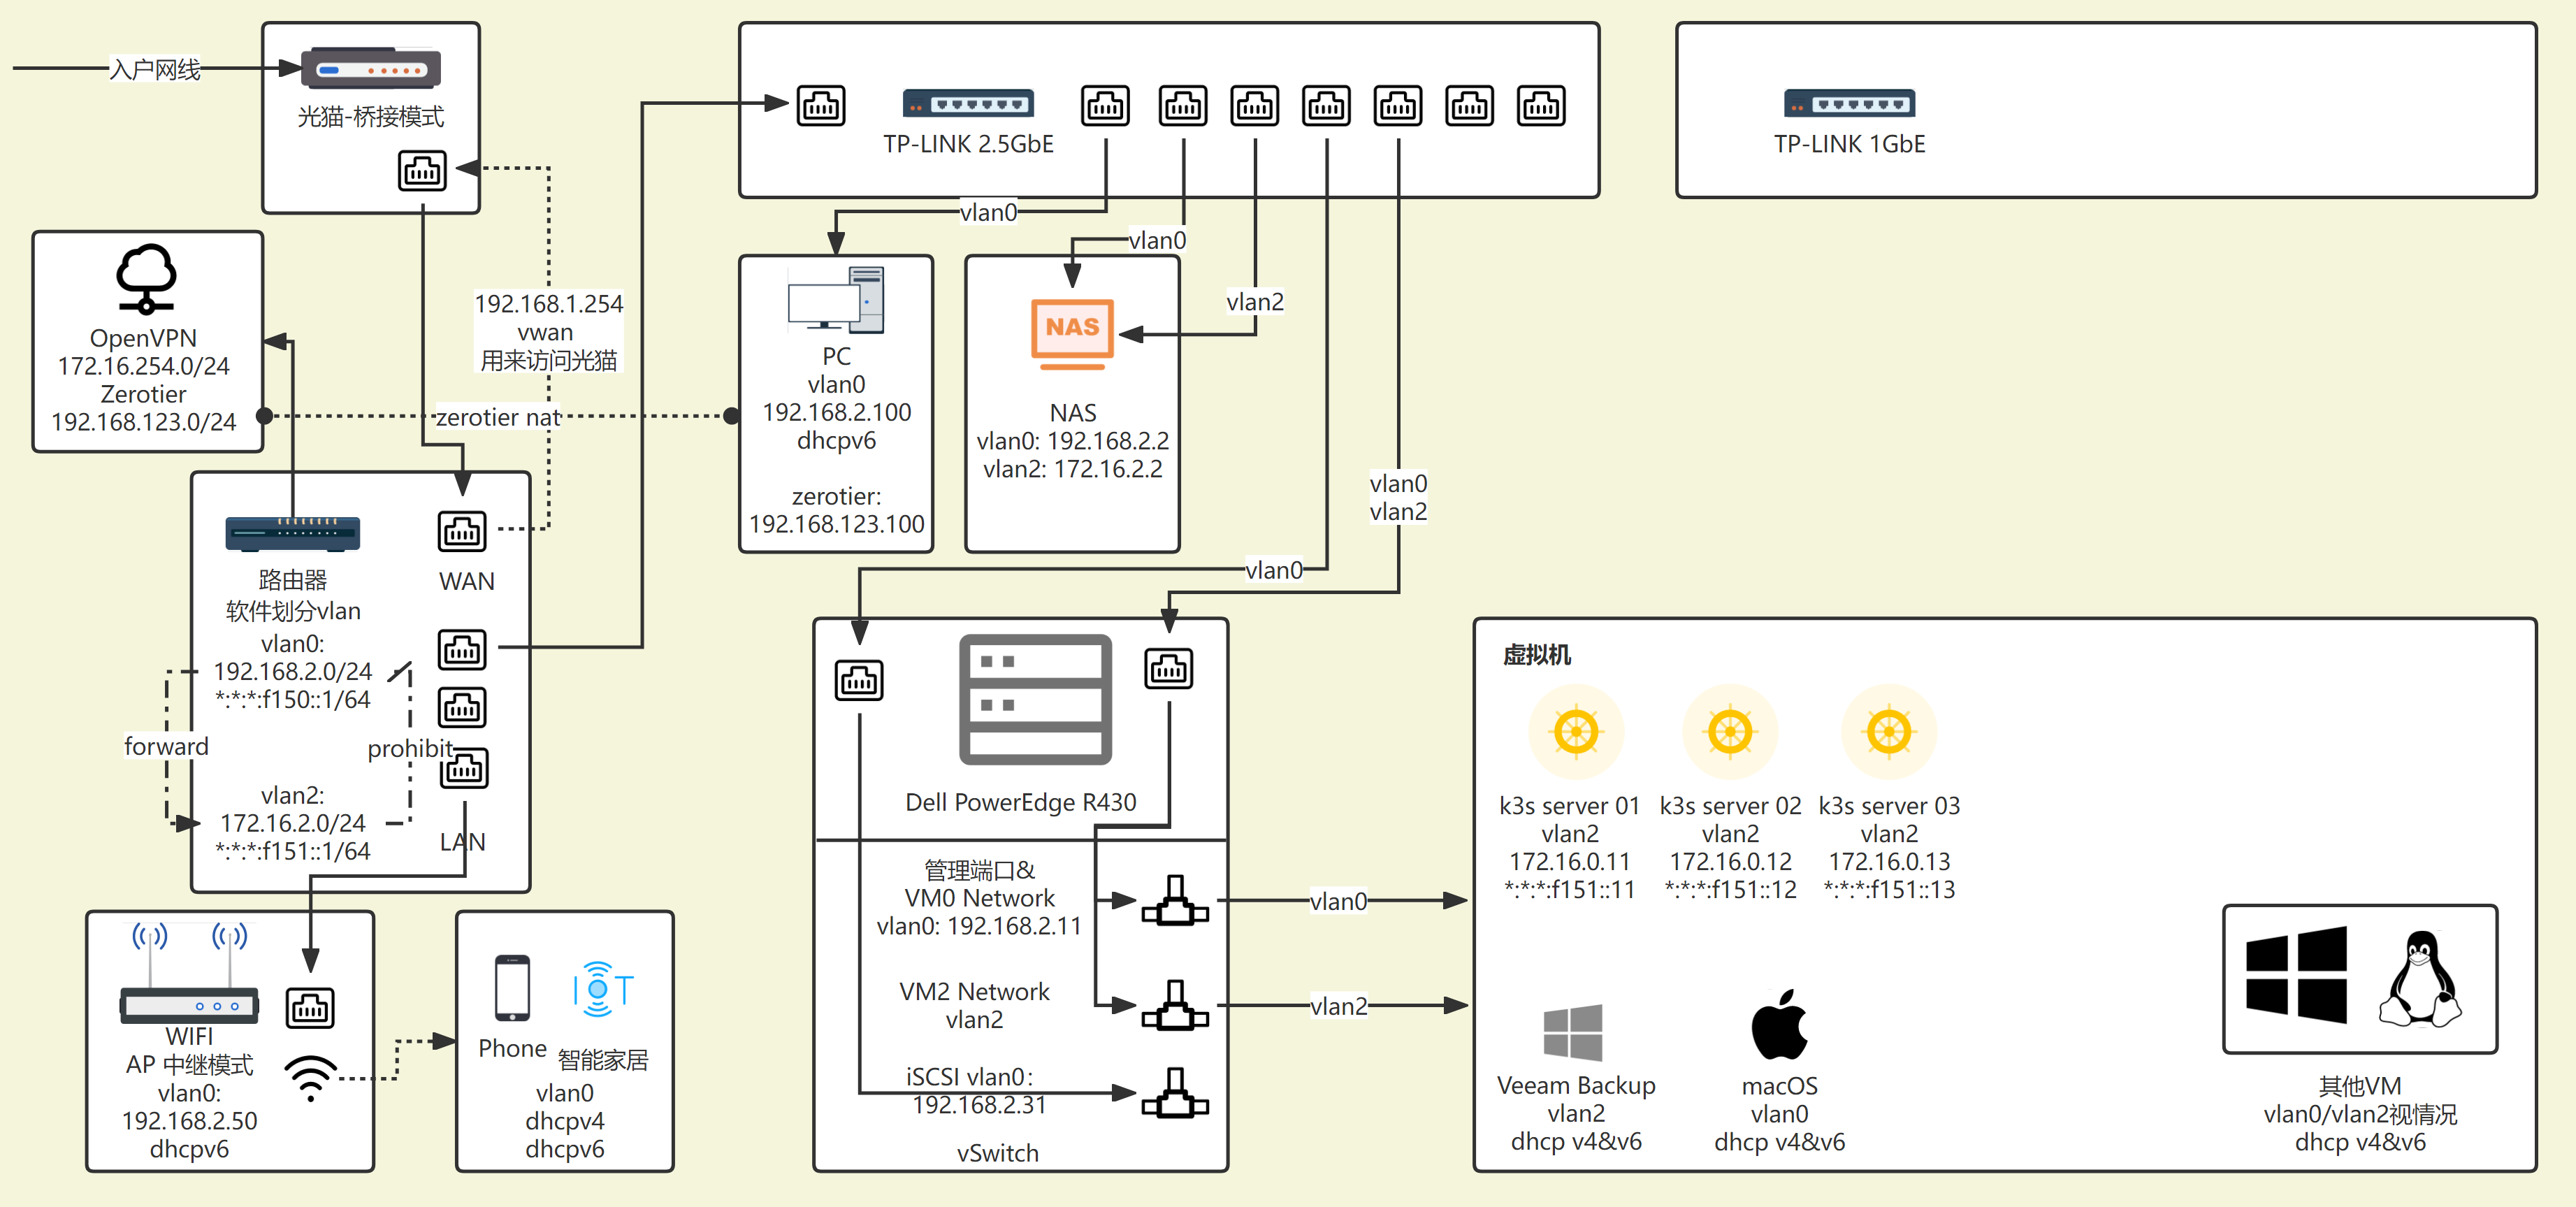 入户网线
光猫-桥接模式
TP-LINK 2.5GbE
TP-LINK 1GbE
vlan0
vlan0
vlan2
OpenVPN
172.16.254.0/24
Zerotier
192.168.123.0/24
192.168.1.254
vwan
用来访问光猫
zerotier nat
PC
vlan0
192.168.2.100
dhcpv6
zerotier:
192.168.123.100
NAS
NAS
vlan0: 192.168.2.2
vlan2: 172.16.2.2
vlan0
vlan2
vlan0
路由器
软件划分vlan
vlan0:
192.168.2.0/24
*:*:*:f150::1/64
WAN
forward
prohibit
vlan2:
172.16.2.0/24
*:*:*:f151::1/64
LAN
WIFI
AP 中继模式
vlan0:
192.168.2.50
dhcpv6
Phone
IOT
智能家居
vlan0
dhcpv4
dhcpv6
Dell PowerEdge R430
管理端口&
VM0 Network
vlan0: 192.168.2.11
VM2 Network
vlan2
iSCSI vlan0:
192.168.2.31
vSwitch
vlan0
vlan2
虚拟机
k3s server 01
vlan2
172.16.0.11
*:*:*:f151::11
k3s server 02
vlan2
172.16.0.12
*:*:*:f151::12
k3s server 03
vlan2
172.16.0.13
*:*:*:f151::13
Veeam Backup
vlan2
dhcp v4&v6
macOS
vlan0
dhcp v4&v6
其他VM
vlan0/vlan2视情况
dhcp v4&v6